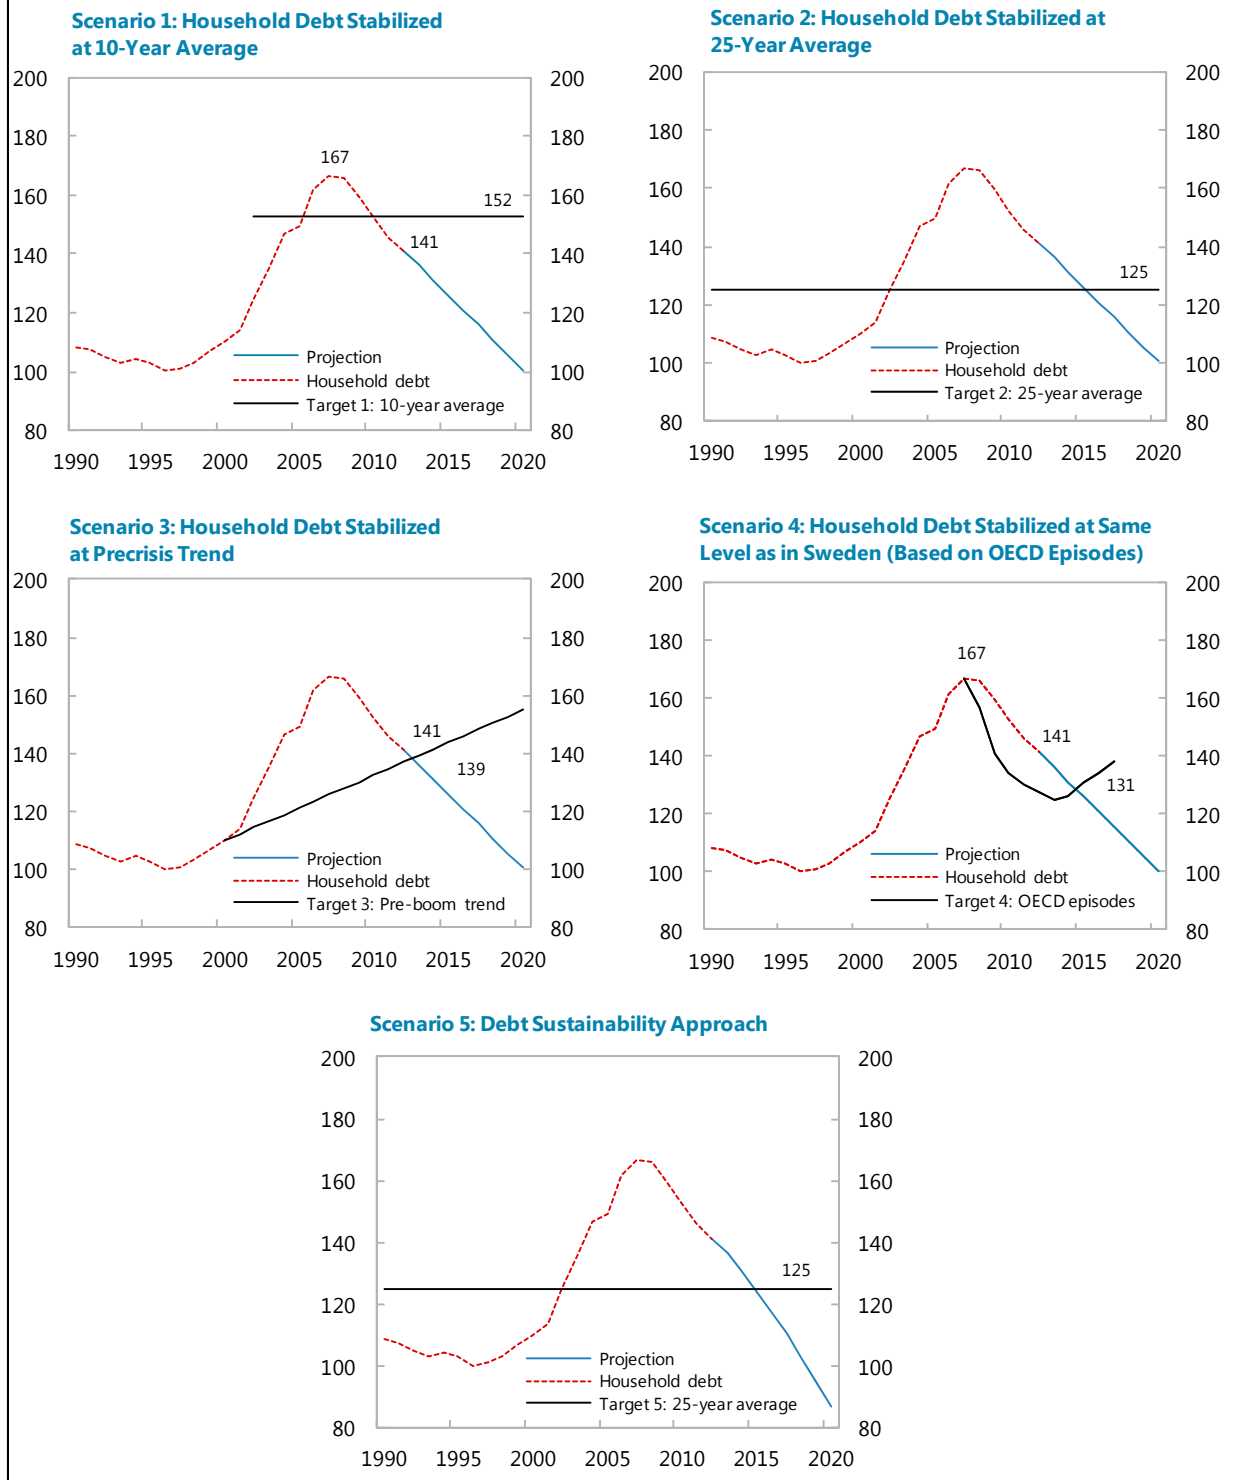 Scenario 1: Household Debt Stabilized
at 10-Year Average
200 200
180 180
167
160 160
152
140 141 140
120 120
Projection
100 Household debt 100
Target 1: 10-year average
80 80
1990 1995 2000 2005 2010 2015 2020
Scenario 2: Household Debt Stabilized at
25-Year Average
200 200
180 180
160 160
140 140
125
120 120
Projection
100 Household debt 100
Target 2: 25-year average
80 80
1990 1995 2000 2005 2010 2015 2020
Scenario 3: Household Debt Stabilized
at Precrisis Trend
200 200
180 180
160 160
141
140 140
139
120 120
Projection
100 Household debt 100
Target 3: Pre-boom trend
80 80
1990 1995 2000 2005 2010 2015 2020
Scenario 4: Household Debt Stabilized at Same
Level as in Sweden (Based on OECD Episodes)
200 200
180 180
167
160 160
141
140 140
131
120 120
Projection
100 Household debt 100
Target 4: OECD episodes
80 80
1990 1995 2000 2005 2010 2015 2020
Scenario 5: Debt Sustainability Approach
200 200
180 180
160 160
140 140
125
120 120
Projection
100 Household debt 100
Target 5: 25-year average
80 80
1990 1995 2000 2005 2010 2015 2020